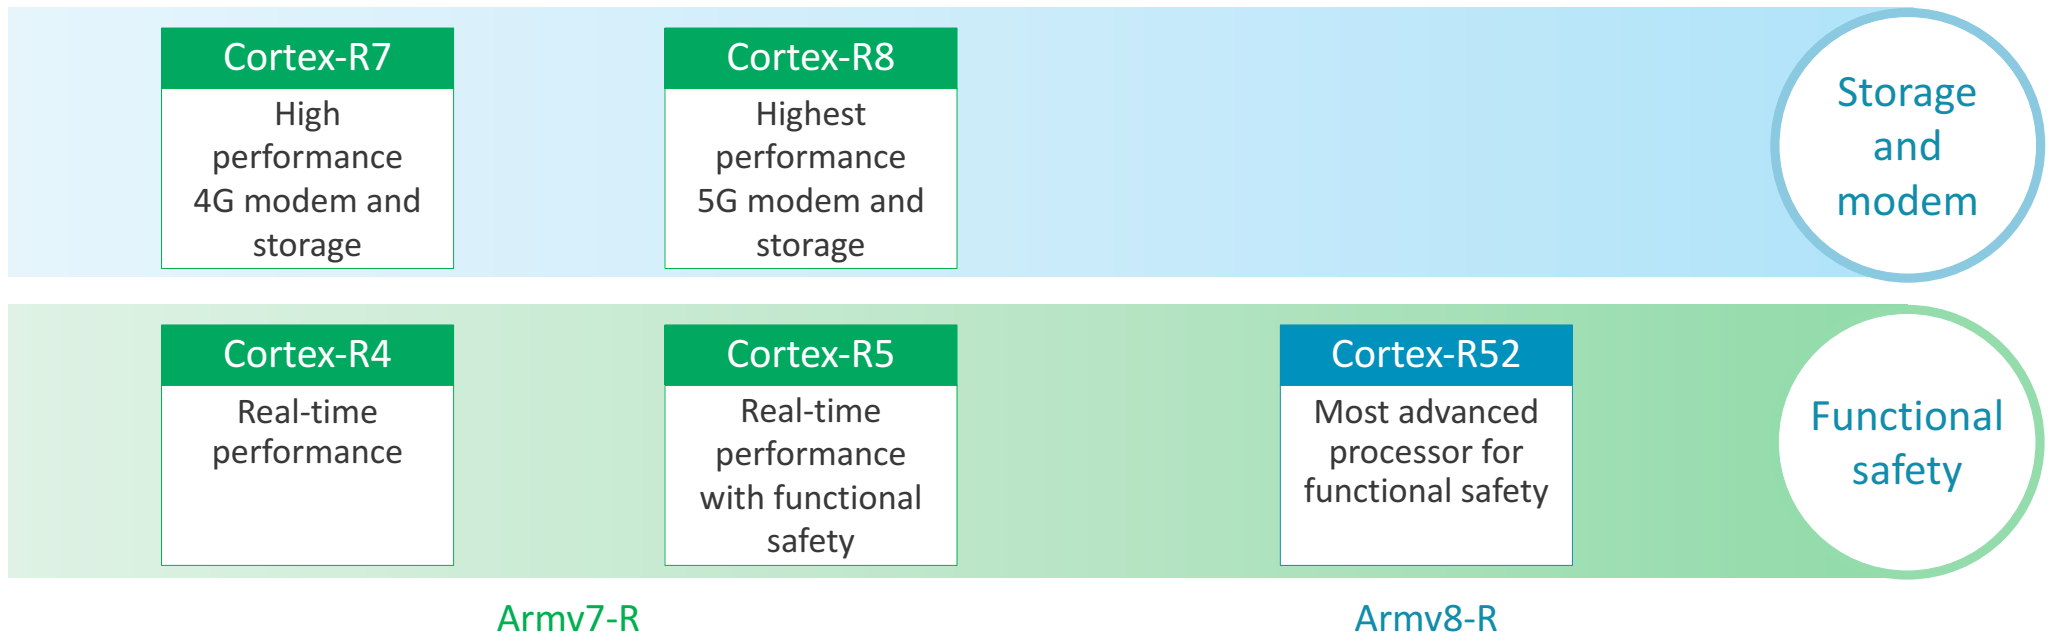 Cortex-R7
High
performance
4G modem and
storage
Cortex-R8
Highest
performance
5G modem and
storage
Storage
and
modem
Cortex-R4
Real-time
performance
Cortex-R5
Real-time
performance
with functional
safety
Cortex-R52
Most advanced
processor for
functional safety
Functional
safety
Armv7-R
Armv8-R